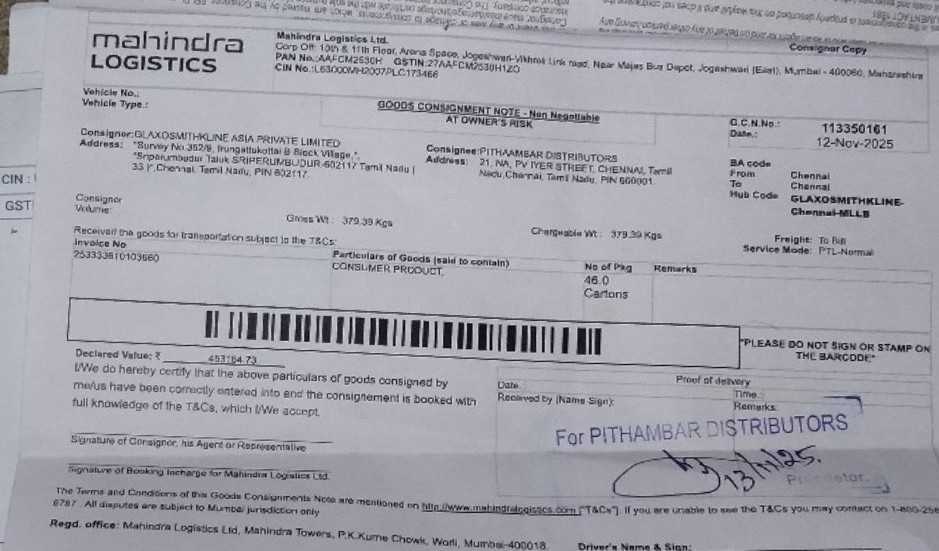 mahindra
LOGISTICS
Mahindra Logistics Ltd.
Corp Off: 10th & 11th Floor, Arena Space, Jogeshwari-Vikhroli Link road, Near Majas Bus Depot, Jogeshwari (East), Mumbai - 400060, Maharashtra
PAN No.:AAFCM2530H GSTIN:27AAFCM2530H1ZO
CIN No.:L63000MH2007PLC173466
Consignor Copy
Vehicle No.:
Vehicle Type.:
GOODS CONSIGNMENT NOTE - Non Negotiable
AT OWNER'S RISK
G.C.N.No.: 113350161
Date.: 12-Nov-2025
Consignor:GLAXOSMITHKLINE ASIA PRIVATE LIMITED
Address: "Survey No 352/9, Irungattukottai B Block Village,",
"Sriperumbudur Taluk SRIPERUMBUDUR-602117 Tamil Nadu (
33 )",Chennai, Tamil Nadu, PIN 602117.
Consignee:PITHAAMBAR DISTRIBUTORS
Address: 21, NA, PV IYER STREET, CHENNAI, Tamil
Nadu,Chennai, Tamil Nadu, PIN 600001.
BA code
From Chennai
To Chennai
Hub Code GLAXOSMITHKLINE-
Chennai-MLLB
Consignor
Volume:
Gross Wt : 379.39 Kgs
Chargeable Wt : 379.39 Kgs
Freight: To Bill
Service Mode: PTL-Normal
Received the goods for transportation subject to the T&Cs:
Invoice No
253333610103660
Particulars of Goods (said to contain)
CONSUMER PRODUCT,
No of Pkg
46.0
Cartons
Remarks
"PLEASE DO NOT SIGN OR STAMP ON
THE BARCODE"
Declared Value: ₹ 453184.73
I/We do hereby certify that the above particulars of goods consigned by
me/us have been correctly entered into and the consignement is booked with
full knowledge of the T&Cs, which I/We accept.
Signature of Consignor, his Agent or Representative
Signature of Booking Incharge for Mahindra Logistics Ltd.
Proof of delivery
Date
Time :
Received by (Name Sign):
Remarks:
For PITHAMBAR DISTRIBUTORS
13/11/25.
Proprietor.
The Terms and Conditions of this Goods Consignments Note are mentioned on http://www.mahindralogistics.com ["T&Cs"]. If you are unable to see the T&Cs you may contact on 1-800-258
6787 . All disputes are subject to Mumbai jurisdiction only
Regd. office: Mahindra Logistics Ltd, Mahindra Towers, P.K.Kurne Chowk, Worli, Mumbai-400018.
Driver's Name & Sign:
CIN :
GST